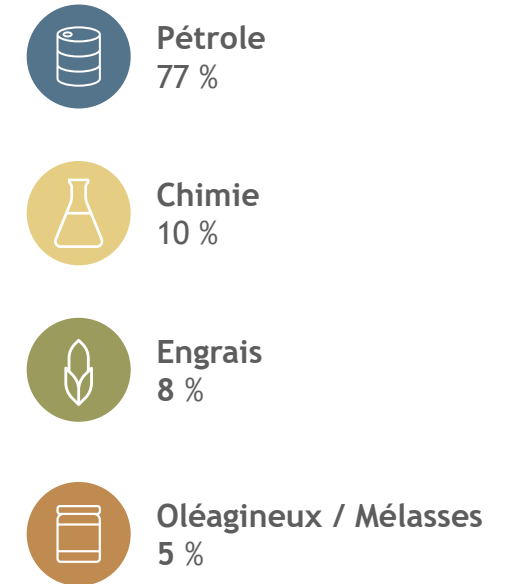 Pétrole
77 %
Chimie
10 %
Engrais
8 %
Oléagineux / Mélasses
5 %